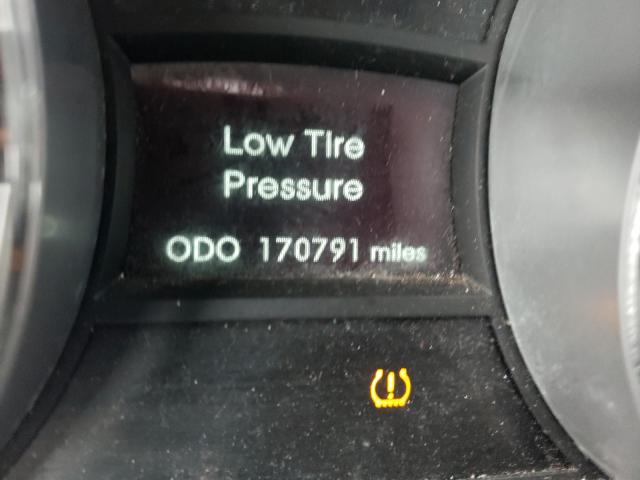 Low Tire
Pressure
ODO 170791 miles